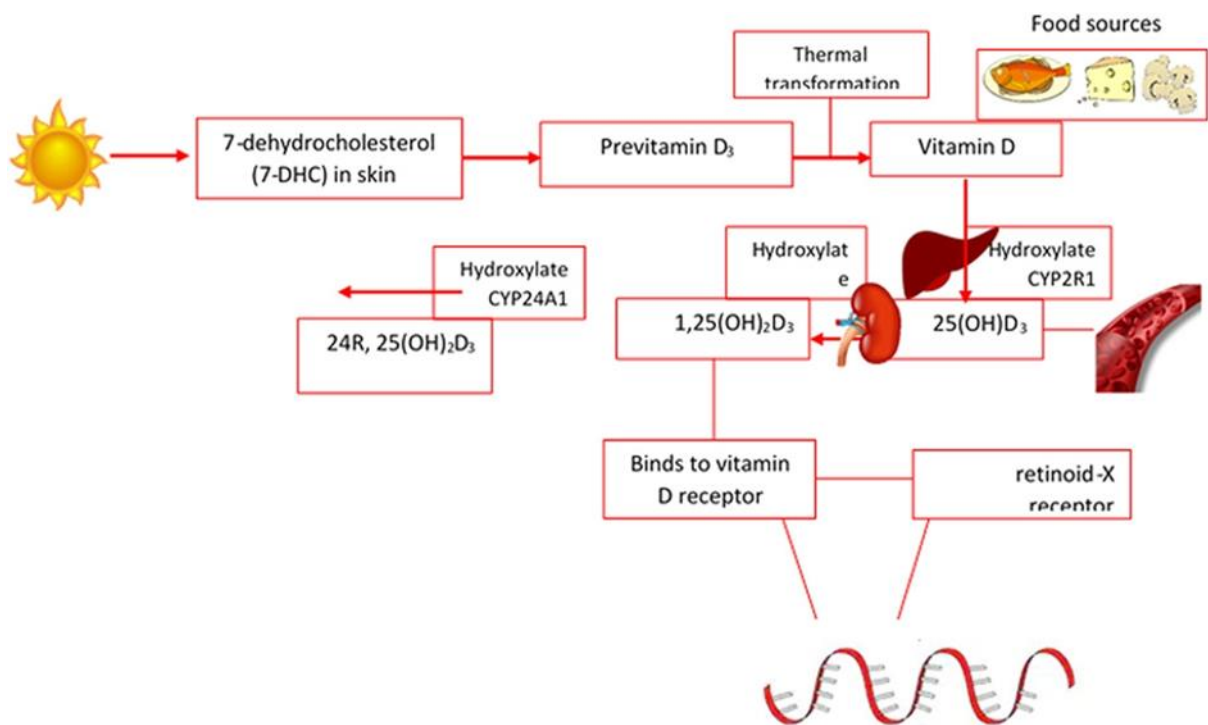 Food sources
Thermal
transformation
7-dehydrocholesterol
(7-DHC) in skin
Previtamin D₃
Vitamin D
Hydroxylate
CYP24A1
Hydroxylat
e
Hydroxylate
CYP2R1
24R, 25(OH)₂D₃
1,25(OH)₂D₃
25(OH)D₃
Binds to vitamin
D receptor
retinoid-X
receptor